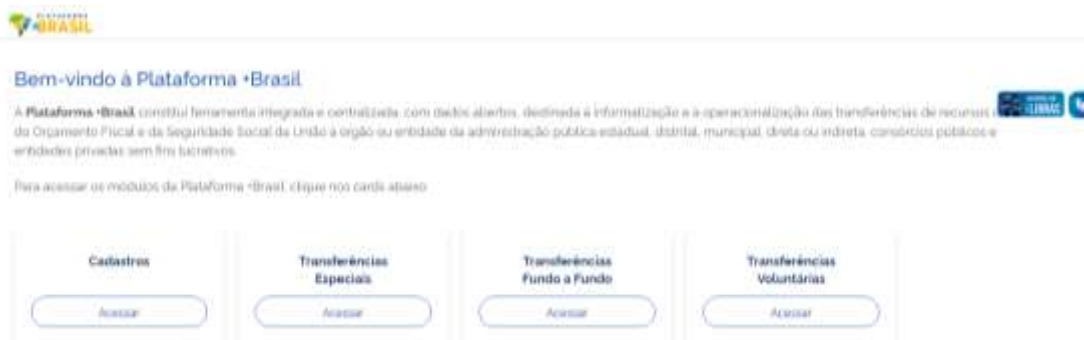 PLATAFORMA
+BRASIL
Bem-vindo à Plataforma +Brasil
A Plataforma +Brasil constitui ferramenta integrada e centralizada, com dados abertos, destinada à informatização e à operacionalização das transferências de recursos
do Orçamento Fiscal e da Seguridade Social da União a órgão ou entidade da administração pública estadual, distrital, municipal, direta ou indireta, consórcios públicos e
entidades privadas sem fins lucrativos.
Para acessar os módulos da Plataforma +Brasil, clique nos cards abaixo
Cadastros
Transferências
Especiais
Transferências
Fundo a Fundo
Transferências
Voluntárias
Acessar
Acessar
Acessar
Acessar